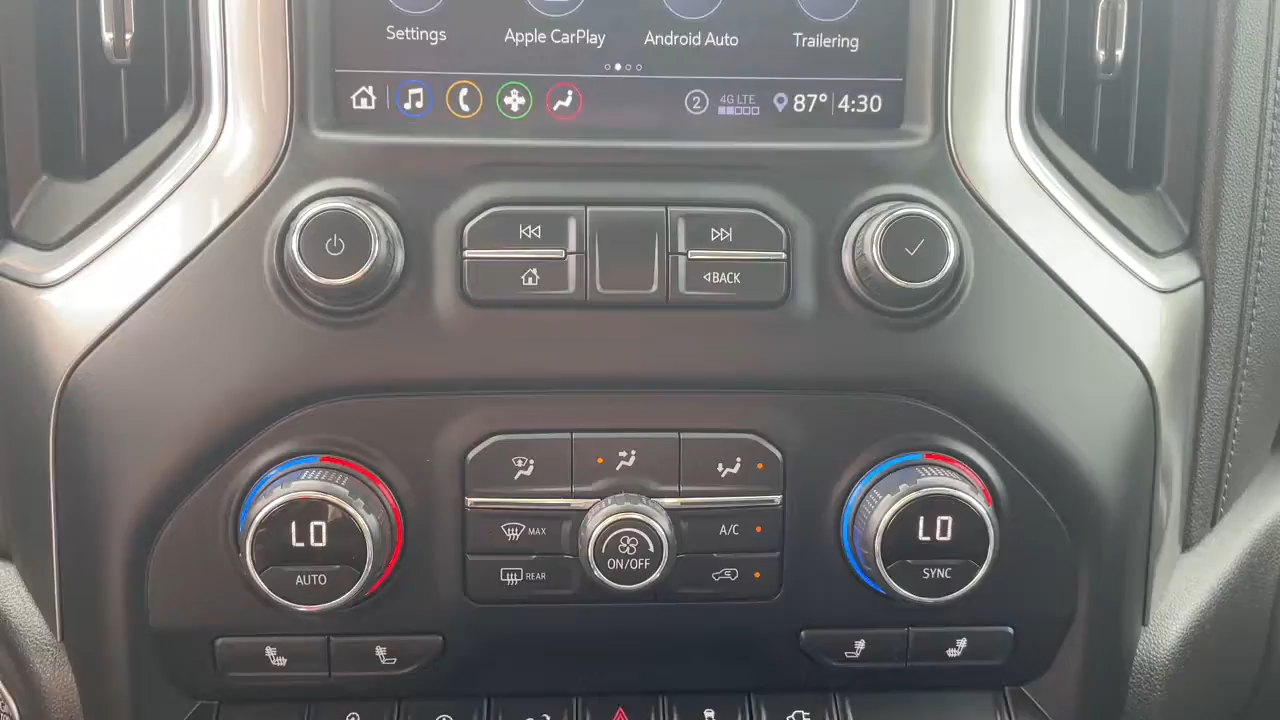 Settings
Apple CarPlay
Android Auto
Trailering
2
4G LTE
87°
4:30
BACK
LO
AUTO
MAX
REAR
ON/OFF
A/C
LO
SYNC